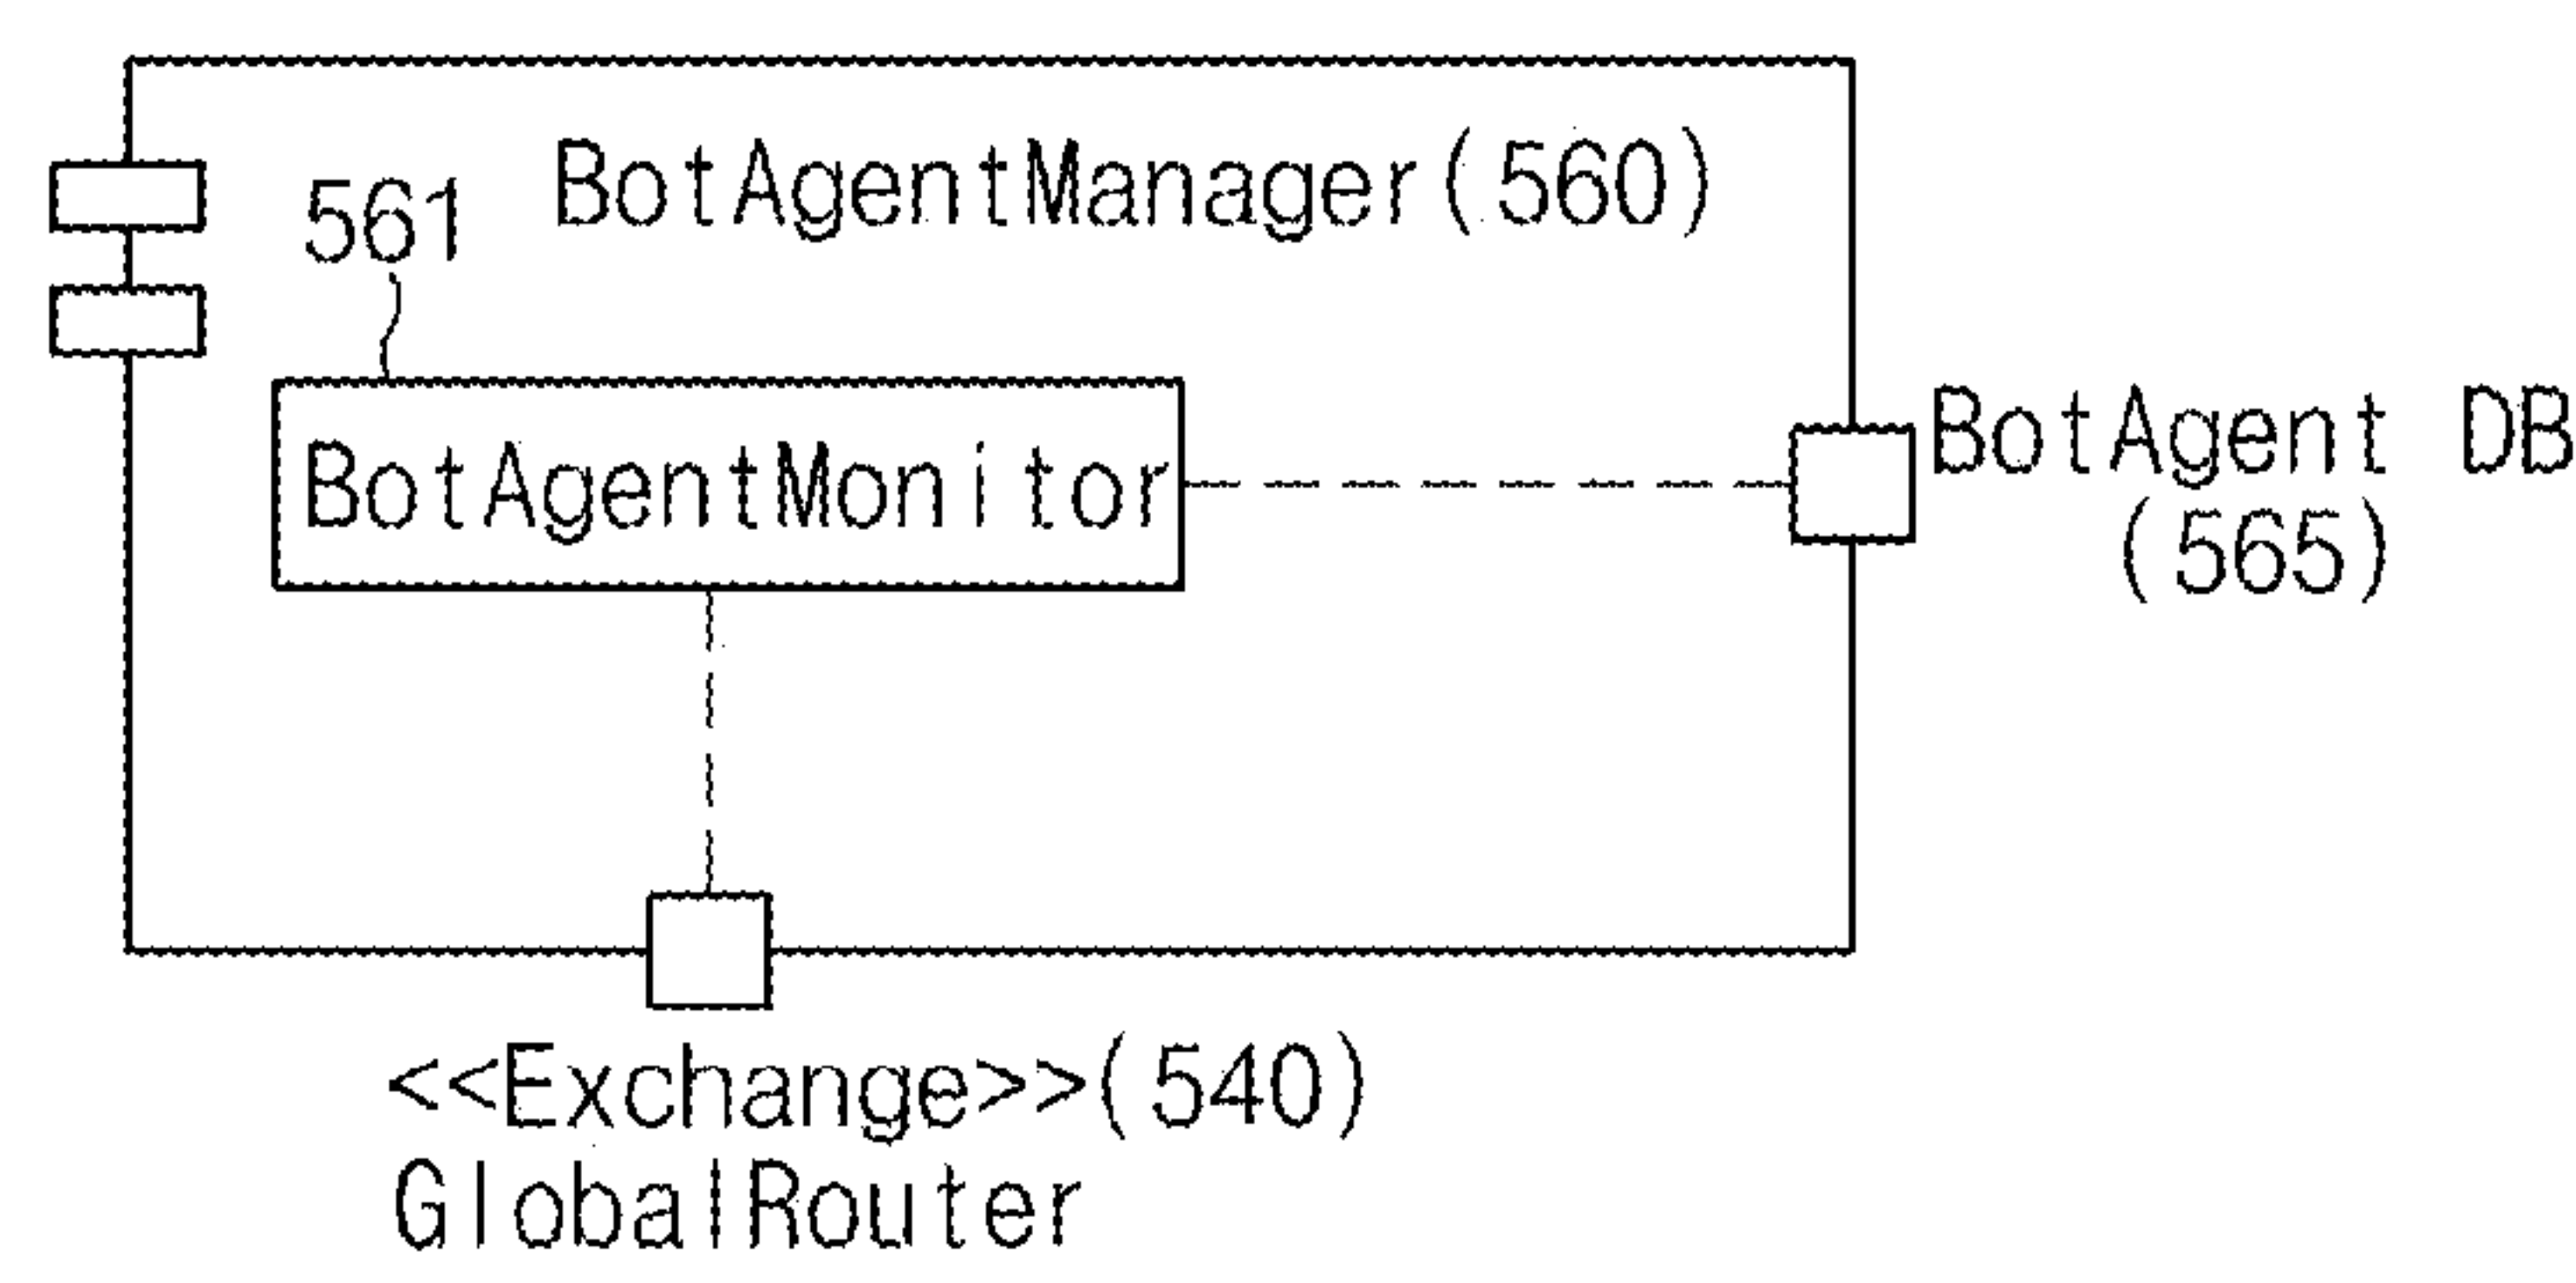 BotAgentManager(560)
561
BotAgentMonitor
BotAgent DB
(565)
<<Exchange>>(540)
GlobalRouter